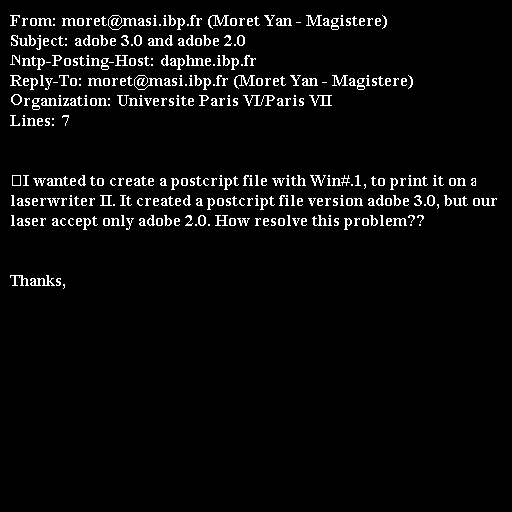 From: moret@masi.ibp.fr (Moret Yan - Magistere)
Subject: adobe 3.0 and adobe 2.0
Nntp-Posting-Host: daphne.ibp.fr
Reply-To: moret@masi.ibp.fr (Moret Yan - Magistere)
Organization: Universite Paris VI/Paris VII
Lines: 7
I wanted to create a postcript file with Win#.1, to print it on a
laserwriter II. It created a postcript file version adobe 3.0, but our
laser accept only adobe 2.0. How resolve this problem??
Thanks,